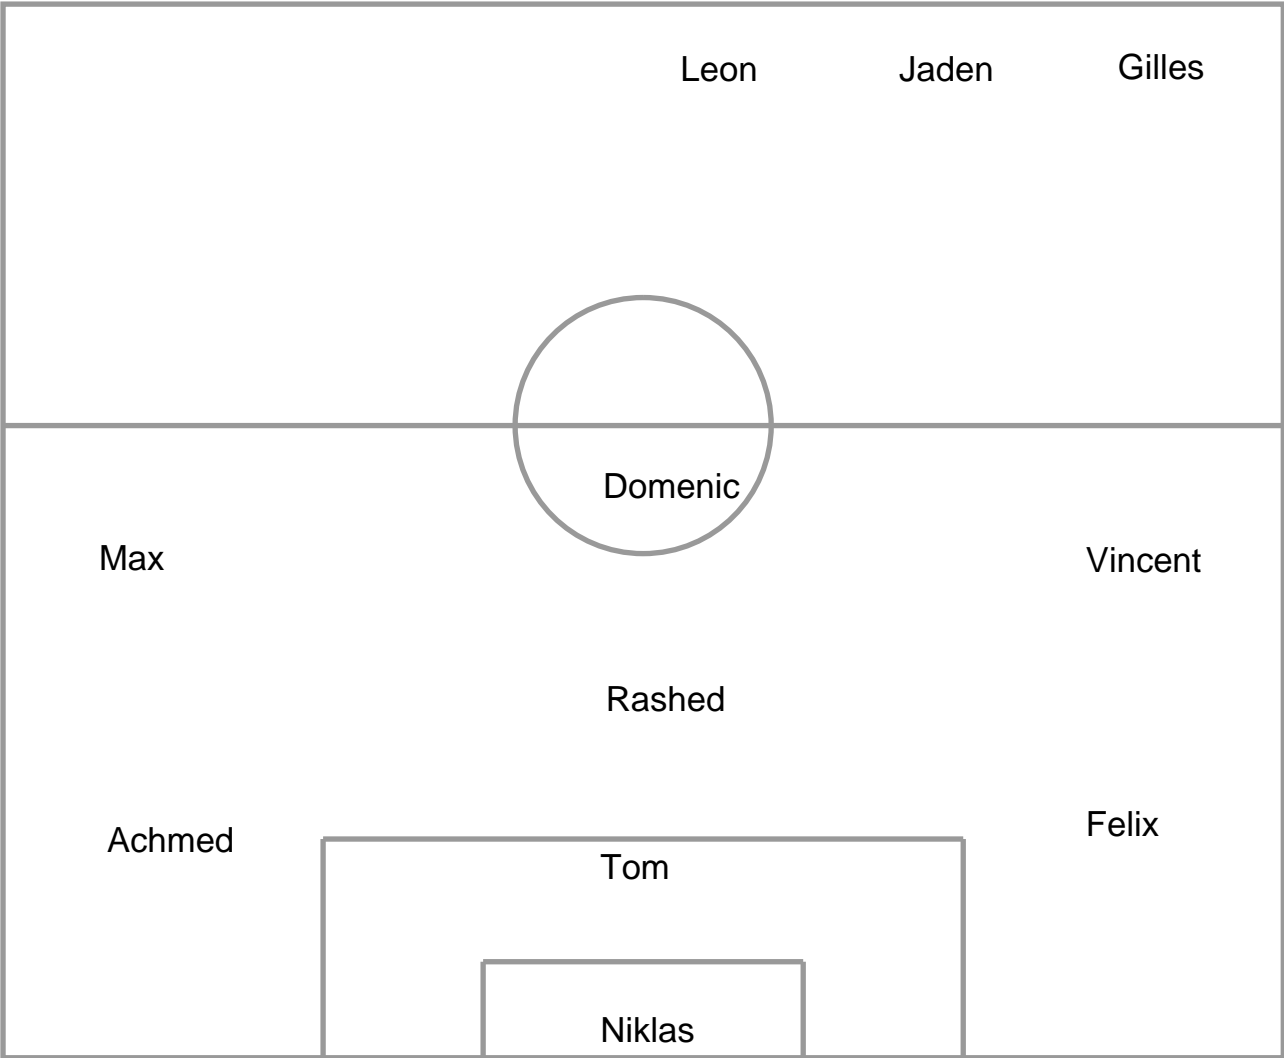 Leon Jaden Gilles
Domenic
Max Vincent
Rashed
Achmed Felix
Tom
Niklas